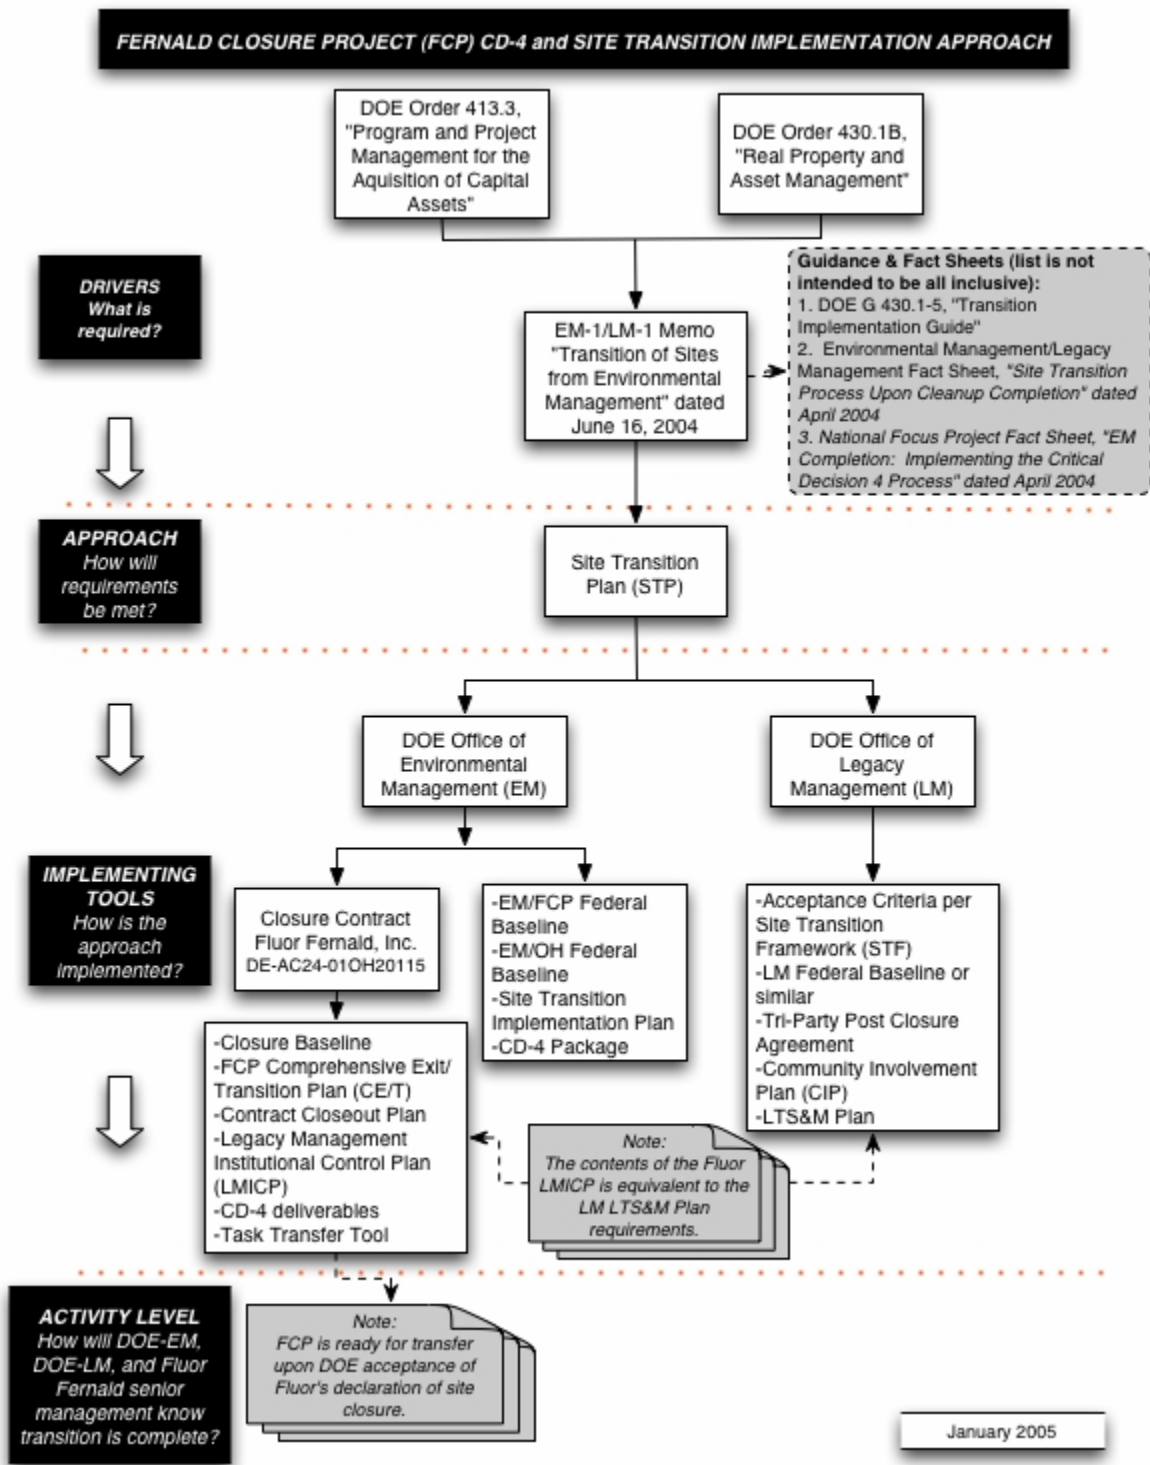 FERNALD CLOSURE PROJECT (FCP) CD-4 and SITE TRANSITION IMPLEMENTATION APPROACH
DOE Order 413.3,
"Program and Project
Management for the
Aquisition of Capital
Assets"
DOE Order 430.1B,
"Real Property and
Asset Management"
DRIVERS
What is
required?
EM-1/LM-1 Memo
"Transition of Sites
from Environmental
Management" dated
June 16, 2004
Guidance & Fact Sheets (list is not
intended to be all inclusive):
1. DOE G 430.1-5, "Transition
Implementation Guide"
2. Environmental Management/Legacy
Management Fact Sheet, "Site Transition
Process Upon Cleanup Completion" dated
April 2004
3. National Focus Project Fact Sheet, "EM
Completion: Implementing the Critical
Decision 4 Process" dated April 2004
APPROACH
How will
requirements
be met?
Site Transition
Plan (STP)
DOE Office of
Environmental
Management (EM)
DOE Office of
Legacy
Management (LM)
IMPLEMENTING
TOOLS
How is the
approach
implemented?
Closure Contract
Fluor Fernald, Inc.
DE-AC24-01OH20115
-EM/FCP Federal
Baseline
-EM/OH Federal
Baseline
-Site Transition
Implementation Plan
-CD-4 Package
-Acceptance Criteria per
Site Transition
Framework (STF)
-LM Federal Baseline or
similar
-Tri-Party Post Closure
Agreement
-Community Involvement
Plan (CIP)
-LTS&M Plan
-Closure Baseline
-FCP Comprehensive Exit/
Transition Plan (CE/T)
-Contract Closeout Plan
-Legacy Management
Institutional Control Plan
(LMICP)
-CD-4 deliverables
-Task Transfer Tool
Note:
The contents of the Fluor
LMICP is equivalent to the
LM LTS&M Plan
requirements.
ACTIVITY LEVEL
How will DOE-EM,
DOE-LM, and Fluor
Fernald senior
management know
transition is complete?
Note:
FCP is ready for transfer
upon DOE acceptance of
Fluor's declaration of site
closure.
January 2005